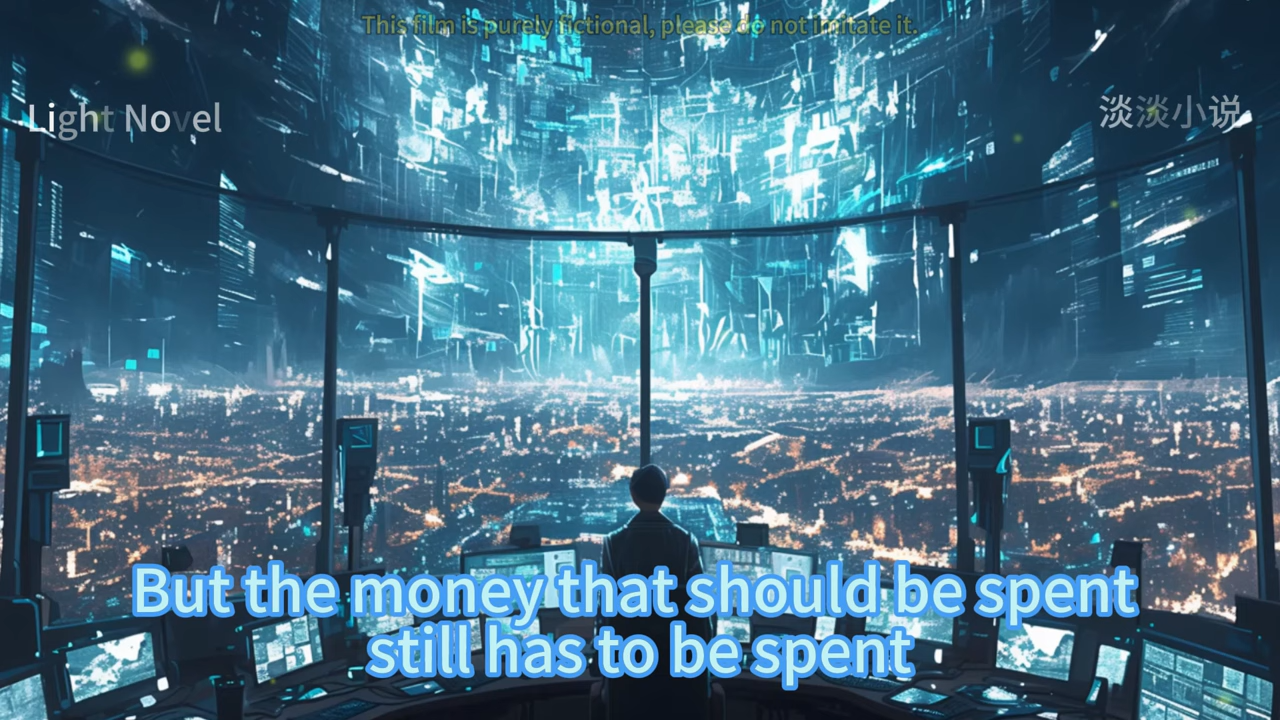 This film is purely fictional, please do not imitate it.
Light Novel
淡淡小说
But the money that should be spent
still has to be spent